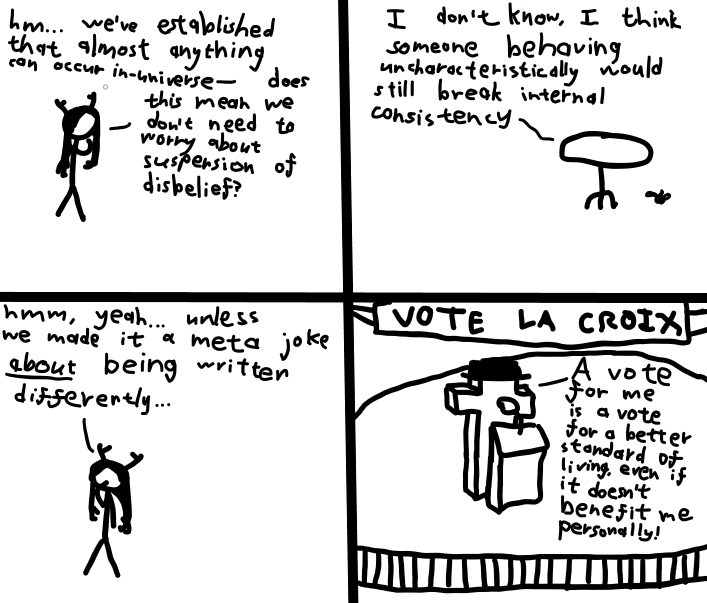 hm... we've established
that almost anything
can occur in-universe— does
this mean we
don't need to
worry about
suspension of
disbelief?
I don't know, I think
someone behaving
uncharacteristically would
still break internal
consistency
hmm, yeah... unless
we made it a meta joke
about being written
differently...
VOTE LA CROIX
A vote
for me
is a vote
for a better
standard of
living, even if
it doesn't
benefit me
personally!